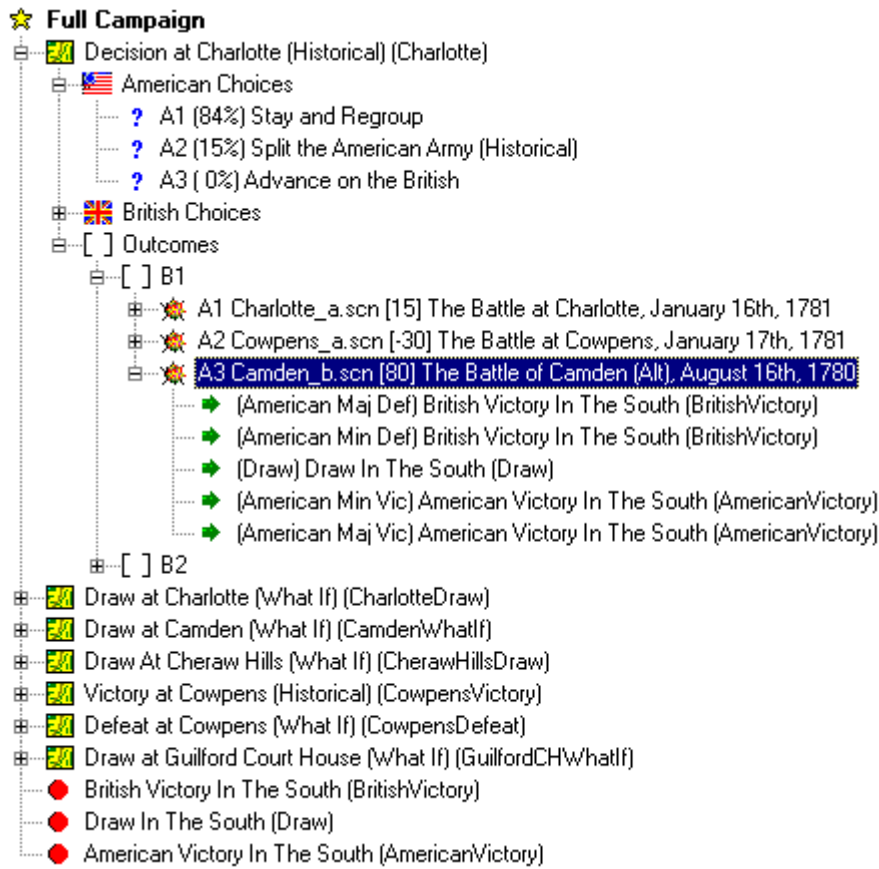 Full Campaign
Decision at Charlotte (Historical) (Charlotte)
American Choices
? A1 (84%) Stay and Regroup
? A2 (15%) Split the American Army (Historical)
? A3 ( 0%) Advance on the British
British Choices
[ ] Outcomes
[ ] B1
A1 Charlotte_a.scn [15] The Battle at Charlotte, January 16th, 1781
A2 Cowpens_a.scn [-30] The Battle at Cowpens, January 17th, 1781
A3 Camden_b.scn [80] The Battle of Camden (Alt), August 16th, 1780
(American Maj Def) British Victory In The South (BritishVictory)
(American Min Def) British Victory In The South (BritishVictory)
(Draw) Draw In The South (Draw)
(American Min Vic) American Victory In The South (AmericanVictory)
(American Maj Vic) American Victory In The South (AmericanVictory)
[ ] B2
Draw at Charlotte (What If) (CharlotteDraw)
Draw at Camden (What If) (CamdenWhatIf)
Draw At Cheraw Hills (What If) (CherawHillsDraw)
Victory at Cowpens (Historical) (CowpensVictory)
Defeat at Cowpens (What If) (CowpensDefeat)
Draw at Guilford Court House (What If) (GuilfordCHWhatIf)
British Victory In The South (BritishVictory)
Draw In The South (Draw)
American Victory In The South (AmericanVictory)